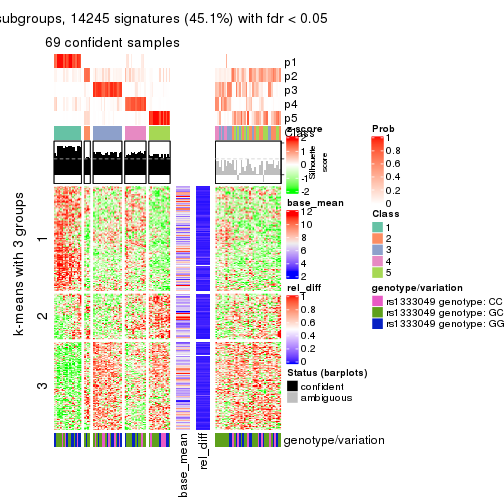 subgroups, 14245 signatures (45.1%) with fdr < 0.05
69 confident samples
p1
p2
p3
p4
p5
Class
1
2
3
k-means with 3 groups
base_mean
rel_diff
genotype/variation
z-score
2
1
0
-1
-2
Silhouette
score
base_mean
12
10
8
6
4
2
rel_diff
1
0.8
0.6
0.4
0.2
0
Status (barplots)
confident
ambiguous
Prob
1
0.8
0.6
0.4
0.2
0
Class
1
2
3
4
5
genotype/variation
rs1333049 genotype: CC
rs1333049 genotype: GC
rs1333049 genotype: GG